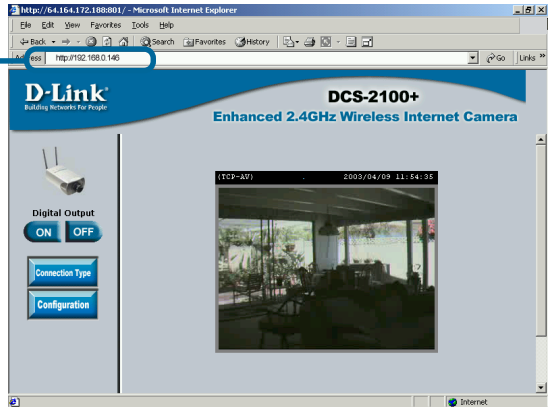 http://64.164.172.188:801/ - Microsoft Internet Explorer
File Edit View Favorites Tools Help
Back Search Favorites History
Address http://192.168.0.146 Go Links »
D-Link
Building Networks For People
DCS-2100+
Enhanced 2.4GHz Wireless Internet Camera
(TCP-AV) 2003/04/09 11:54:35
Digital Output
ON OFF
Connection Type
Configuration
Internet